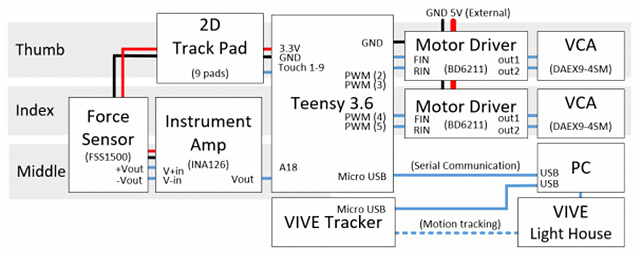 GND 5V (External)
Thumb
2D
Track Pad
(9 pads)
3.3V
GND
Touch 1-9
GND
PWM (2)
PWM (3)
Motor Driver
FIN
RIN
(BD6211)
out1
out2
VCA
(DAEX9-4SM)
Index
Force
Sensor
(FSS1500)
+Vout
-Vout
Instrument
Amp
(INA126)
V+in
V-in
Vout
Teensy 3.6
PWM (4)
PWM (5)
A18
Micro USB
Motor Driver
FIN
RIN
(BD6211)
out1
out2
VCA
(DAEX9-4SM)
Middle
(Serial Communication)
PC
USB
USB
Micro USB
VIVE Tracker
(Motion tracking)
VIVE
Light House